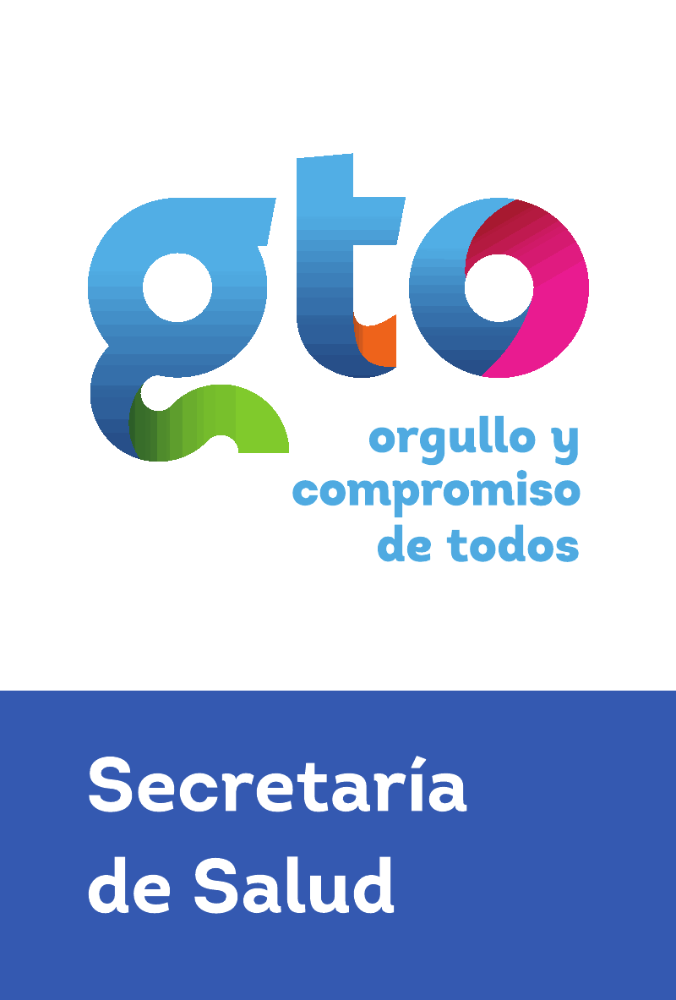 gto
orgullo y
compromiso
de todos
Secretaría
de Salud